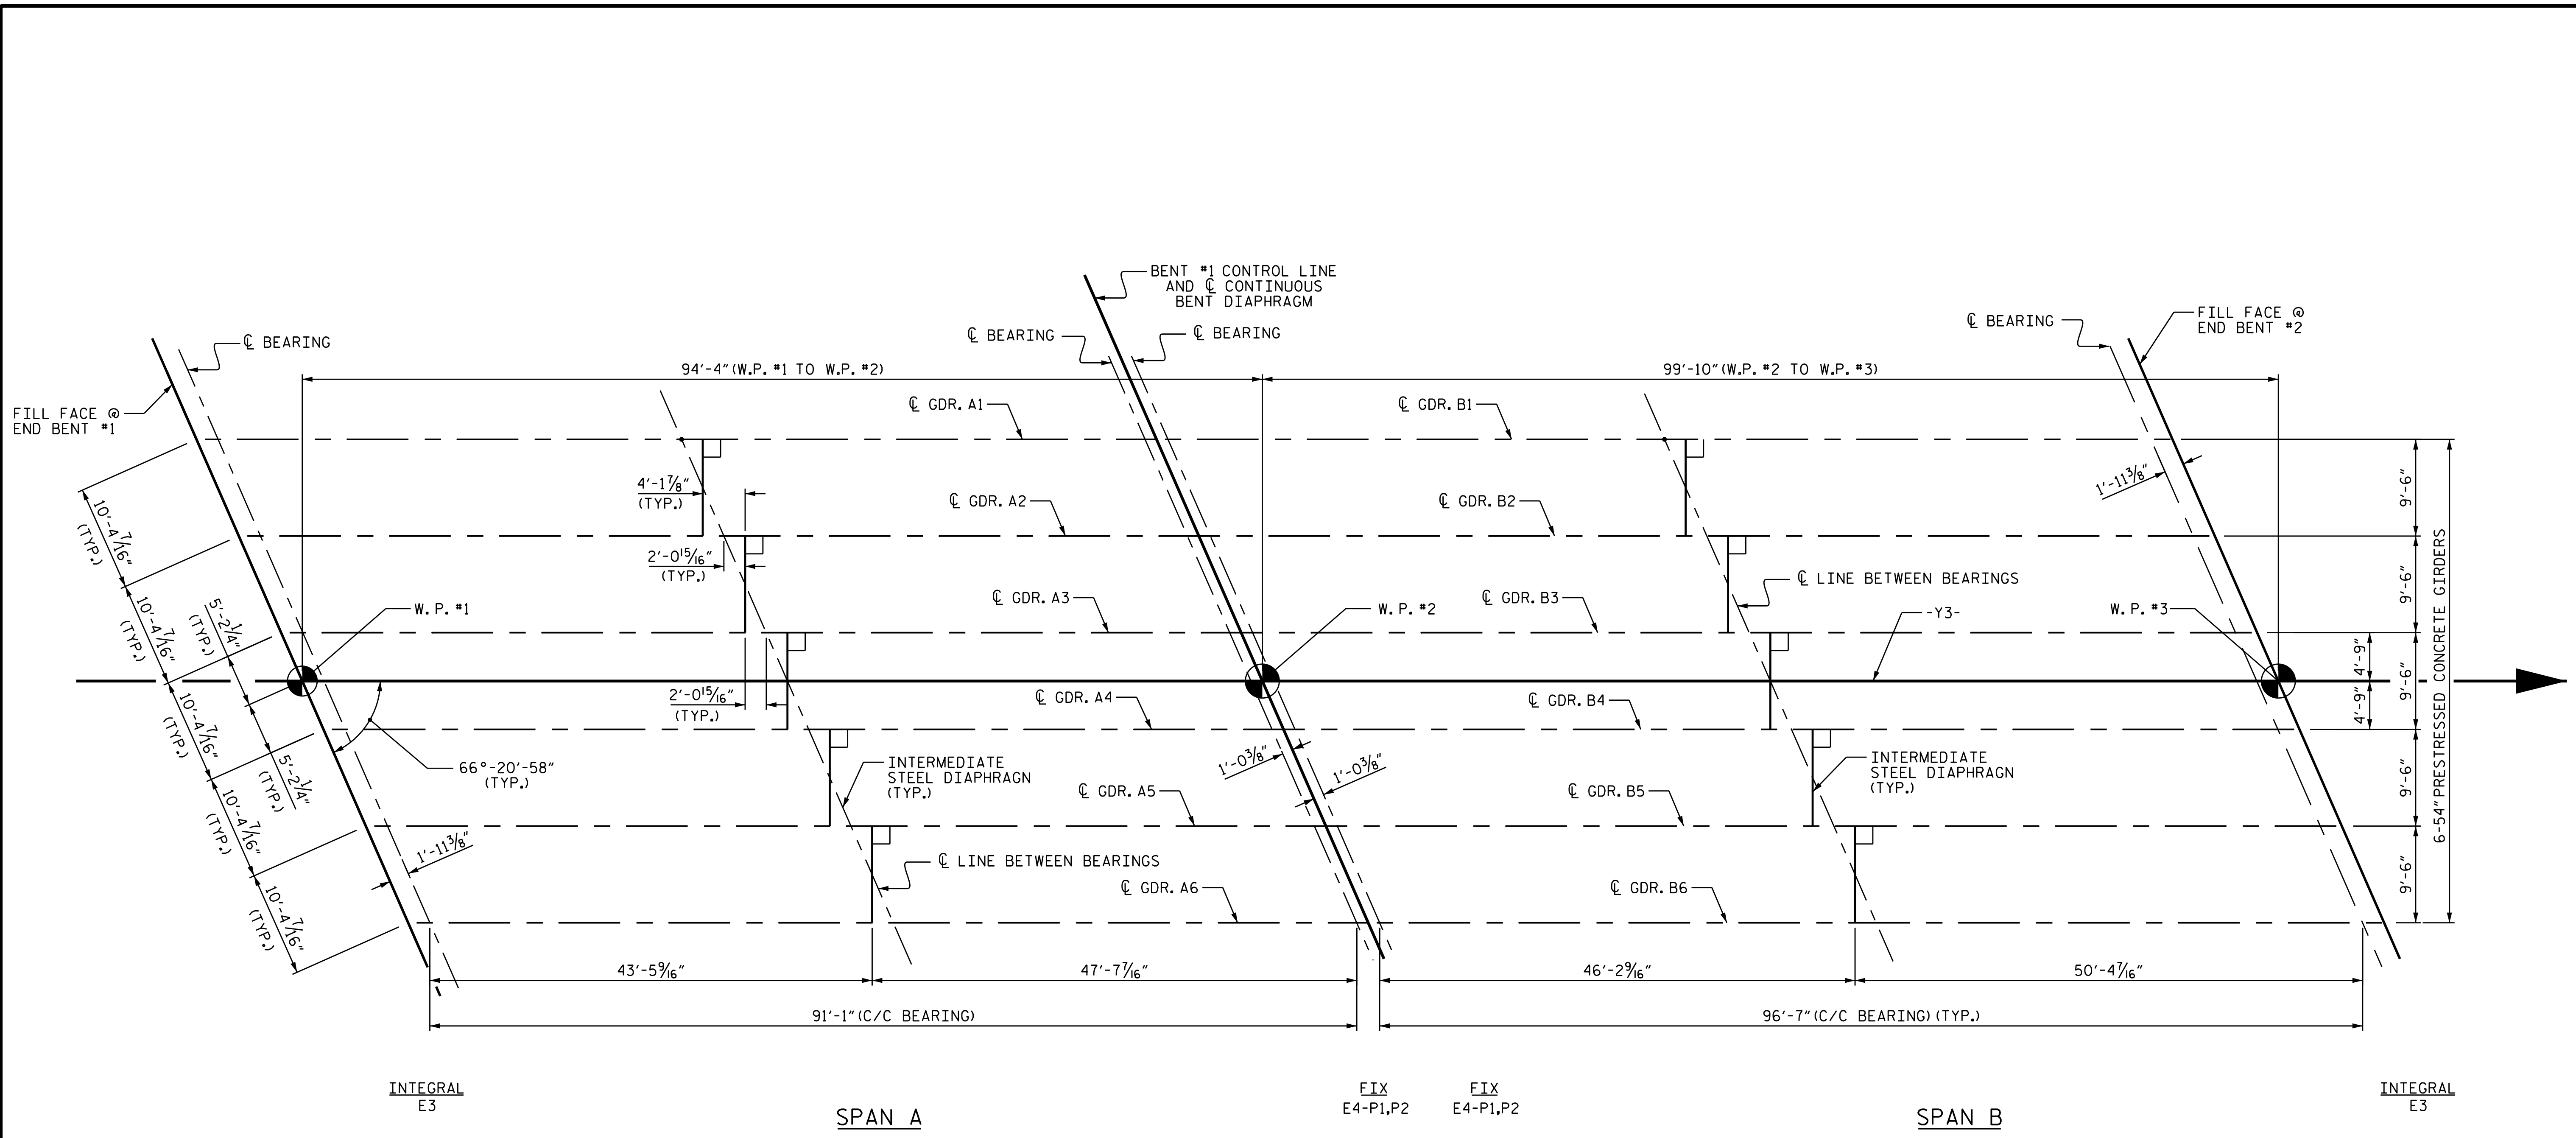 BENT #1 CONTROL LINE
AND ℄ CONTINUOUS
BENT DIAPHRAGM
℄ BEARING
℄ BEARING
℄ BEARING
℄ BEARING
FILL FACE @
END BENT #2
94'-4" (W.P. #1 TO W.P. #2)
99'-10" (W.P. #2 TO W.P. #3)
FILL FACE @
END BENT #1
℄ GDR. A1
℄ GDR. B1
4'-1⅞"
(TYP.)
℄ GDR. A2
℄ GDR. B2
1'-11⅜"
9'-6"
10'-4 7/16"
(TYP.)
2'-0 15/16"
(TYP.)
℄ LINE BETWEEN BEARINGS
9'-6"
6-54" PRESTRESSED CONCRETE GIRDERS
10'-4 7/16"
(TYP.)
5'-2¼"
(TYP.)
W.P. #1
℄ GDR. A3
W.P. #2
℄ GDR. B3
-Y3-
W.P. #3
4'-9"
9'-6"
4'-9"
10'-4 7/16"
(TYP.)
2'-0 15/16"
(TYP.)
℄ GDR. A4
℄ GDR. B4
5'-2¼"
(TYP.)
66°-20'-58"
(TYP.)
INTERMEDIATE
STEEL DIAPHRAGN
(TYP.)
1'-0⅜"
1'-0⅜"
INTERMEDIATE
STEEL DIAPHRAGN
(TYP.)
9'-6"
10'-4 7/16"
(TYP.)
℄ GDR. A5
℄ GDR. B5
1'-11⅜"
℄ LINE BETWEEN BEARINGS
9'-6"
10'-4 7/16"
(TYP.)
℄ GDR. A6
℄ GDR. B6
43'-5 9/16"
47'-7 7/16"
46'-2 9/16"
50'-4 7/16"
91'-1" (C/C BEARING)
96'-7" (C/C BEARING) (TYP.)
INTEGRAL
E3
FIX
E4-P1,P2
FIX
E4-P1,P2
INTEGRAL
E3
SPAN A
SPAN B